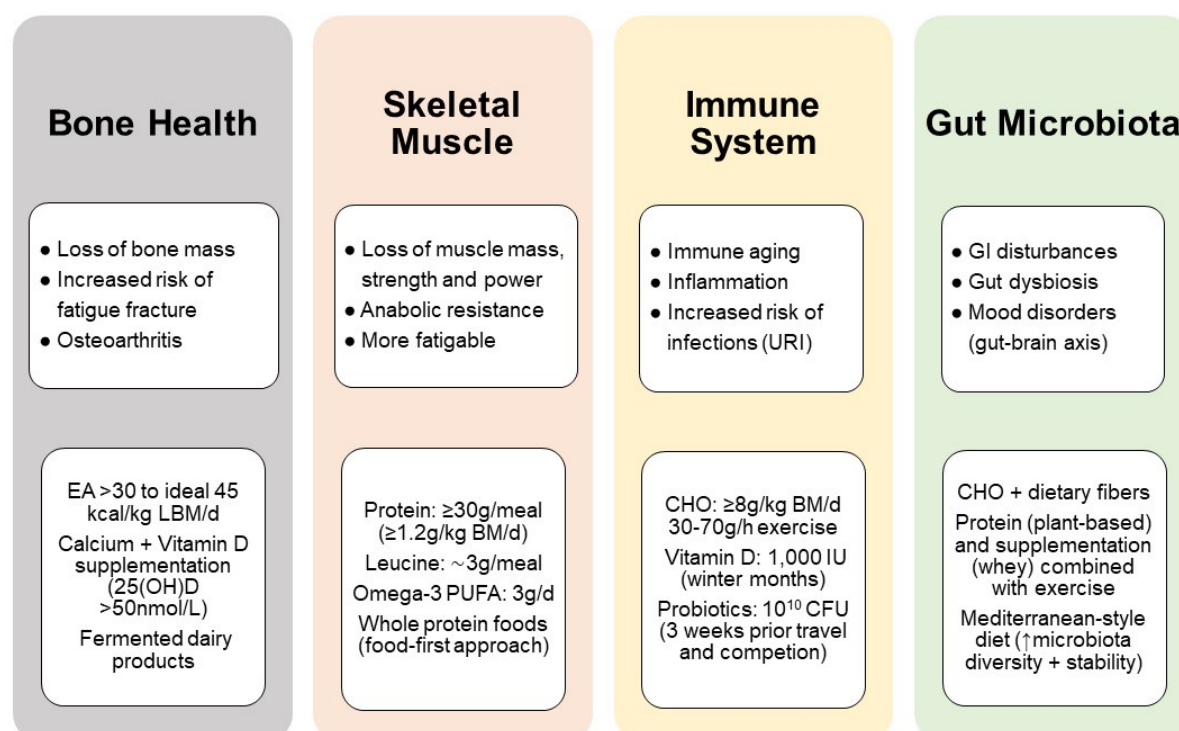 Bone Health
● Loss of bone mass
● Increased risk of
fatigue fracture
● Osteoarthritis
EA >30 to ideal 45
kcal/kg LBM/d
Calcium + Vitamin D
supplementation
(25(OH)D
>50nmol/L)
Fermented dairy
products
Skeletal
Muscle
● Loss of muscle mass,
strength and power
● Anabolic resistance
● More fatigable
Protein: ≥30g/meal
(≥1.2g/kg BM/d)
Leucine: ~3g/meal
Omega-3 PUFA: 3g/d
Whole protein foods
(food-first approach)
Immune
System
● Immune aging
● Inflammation
● Increased risk of
infections (URI)
CHO: ≥8g/kg BM/d
30-70g/h exercise
Vitamin D: 1,000 IU
(winter months)
Probiotics: 10¹⁰ CFU
(3 weeks prior travel
and competion)
Gut Microbiota
● GI disturbances
● Gut dysbiosis
● Mood disorders
(gut-brain axis)
CHO + dietary fibers
Protein (plant-based)
and supplementation
(whey) combined
with exercise
Mediterranean-style
diet (↑microbiota
diversity + stability)